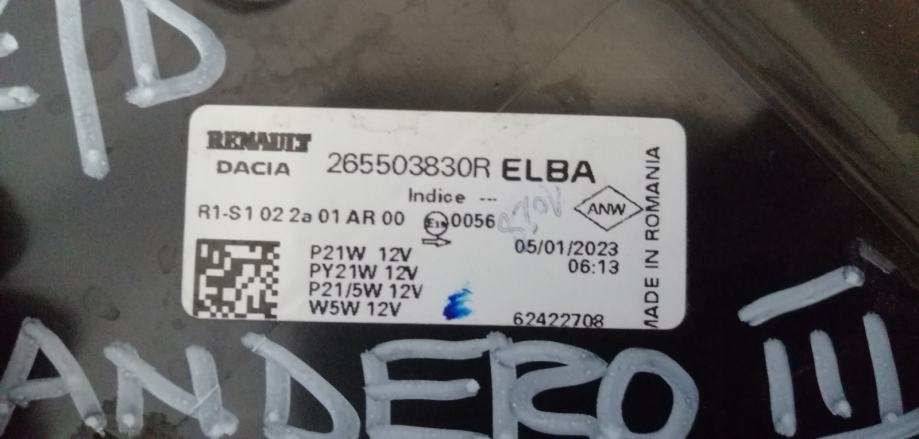 /D
RENAULT
DACIA
265503830R ELBA
Indice ---
R1-S1 02 2a 01 AR 00 E19 0056
ANW
P21W 12V
PY21W 12V
P21/5W 12V
W5W 12V
05/01/2023
06:13
62422708
MADE IN ROMANIA
ANDERO III